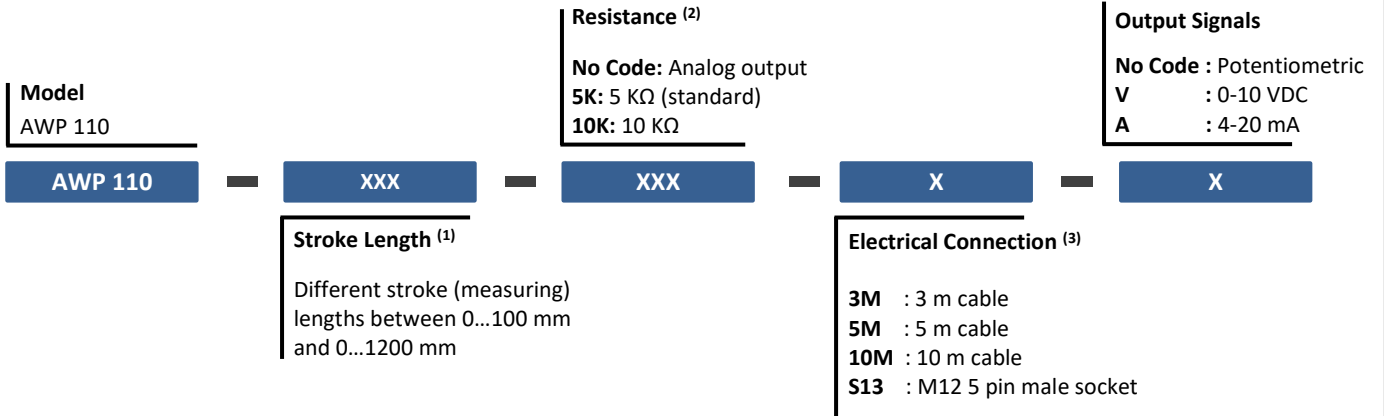 Resistance (2)
No Code: Analog output
5K: 5 KΩ (standard)
10K: 10 KΩ
Output Signals
No Code : Potentiometric
V : 0-10 VDC
A : 4-20 mA
Model
AWP 110
AWP 110 - XXX - XXX - X - X
Stroke Length (1)
Different stroke (measuring)
lengths between 0...100 mm
and 0...1200 mm
Electrical Connection (3)
3M : 3 m cable
5M : 5 m cable
10M : 10 m cable
S13 : M12 5 pin male socket